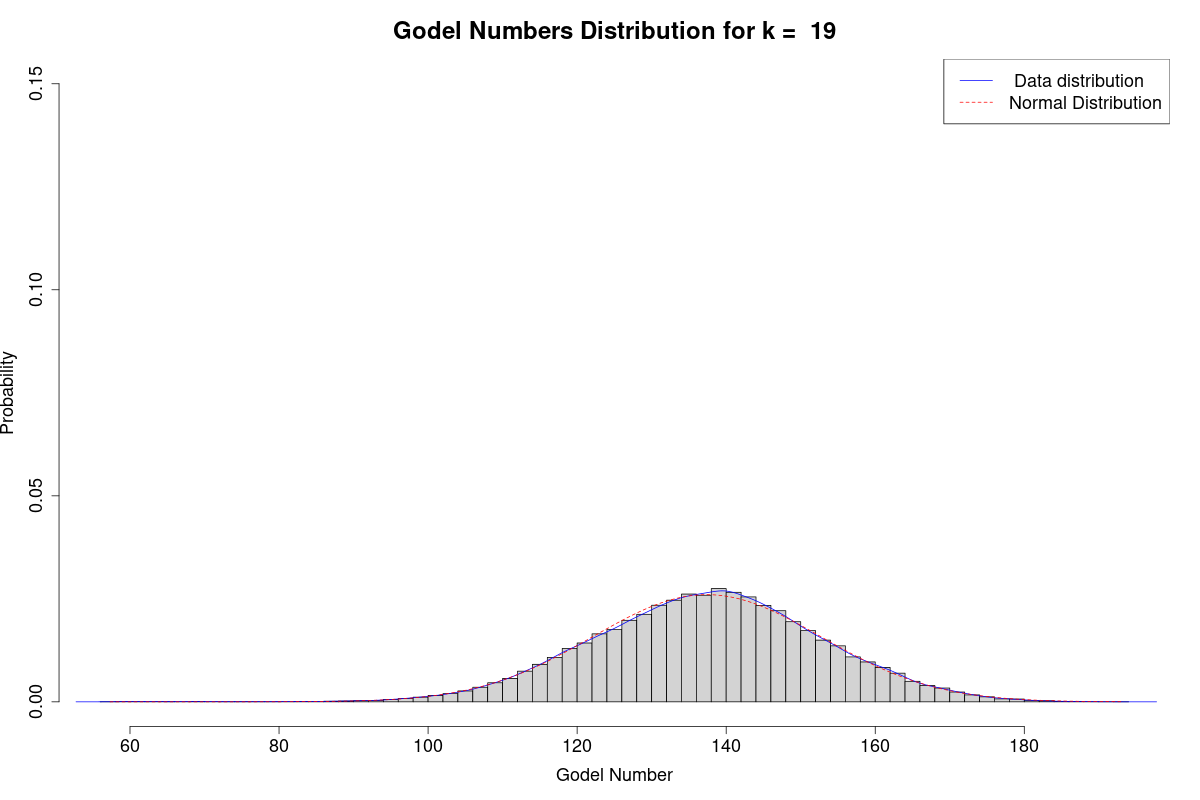 Godel Numbers Distribution for k =  19
Data distribution
Normal Distribution
0.15
0.10
0.05
0.00
Probability
60 80 100 120 140 160 180
Godel Number